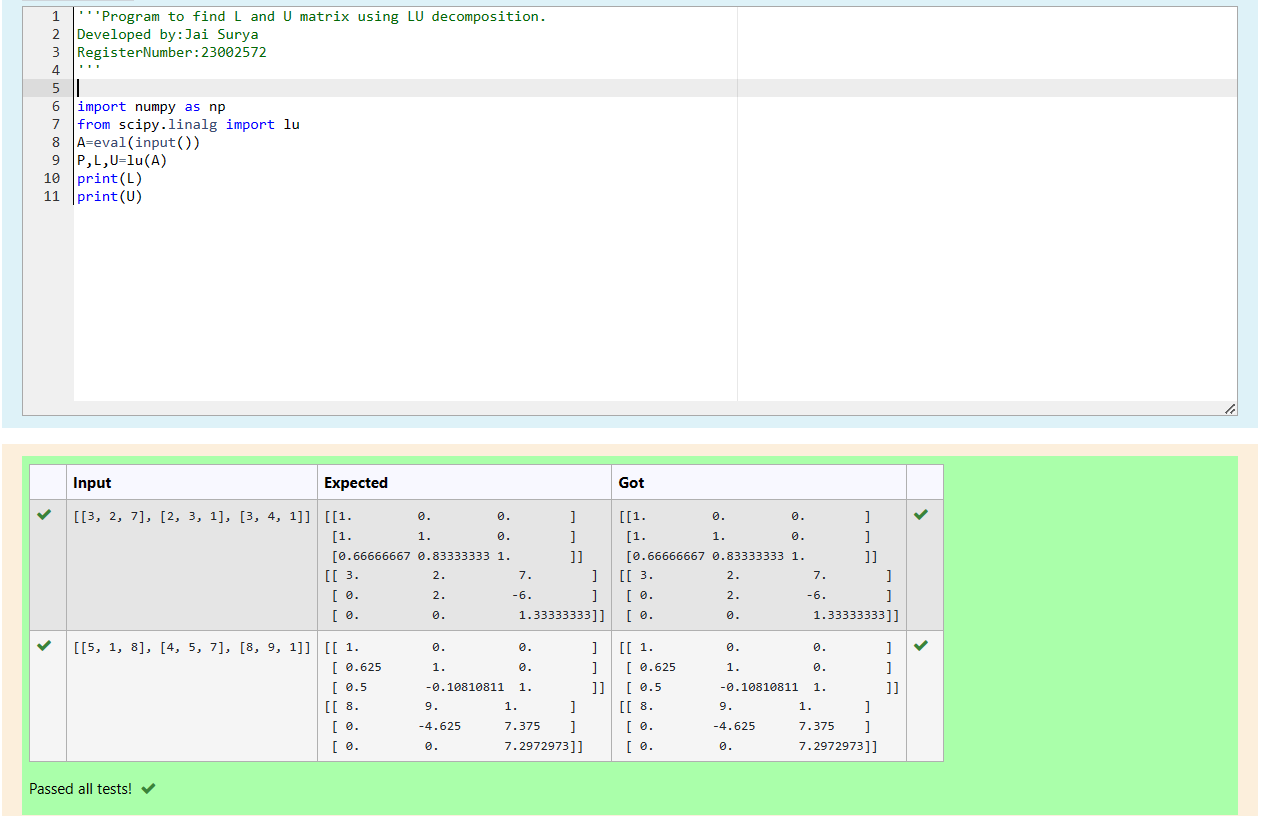 1 '''Program to find L and U matrix using LU decomposition.
2 Developed by:Jai Surya
3 RegisterNumber:23002572
4 '''
5
6 import numpy as np
7 from scipy.linalg import lu
8 A=eval(input())
9 P,L,U=lu(A)
10 print(L)
11 print(U)
Input Expected Got
[[3, 2, 7], [2, 3, 1], [3, 4, 1]] [[1. 0. 0. ] [[1. 0. 0. ]
[1. 1. 0. ] [1. 1. 0. ]
[0.66666667 0.83333333 1. ]] [0.66666667 0.83333333 1. ]]
[[ 3. 2. 7. ] [[ 3. 2. 7. ]
[ 0. 2. -6. ] [ 0. 2. -6. ]
[ 0. 0. 1.33333333]] [ 0. 0. 1.33333333]]
[[5, 1, 8], [4, 5, 7], [8, 9, 1]] [[ 1. 0. 0. ] [[ 1. 0. 0. ]
[ 0.625 1. 0. ] [ 0.625 1. 0. ]
[ 0.5 -0.10810811 1. ]] [ 0.5 -0.10810811 1. ]]
[[ 8. 9. 1. ] [[ 8. 9. 1. ]
[ 0. -4.625 7.375 ] [ 0. -4.625 7.375 ]
[ 0. 0. 7.2972973]] [ 0. 0. 7.2972973]]
Passed all tests!